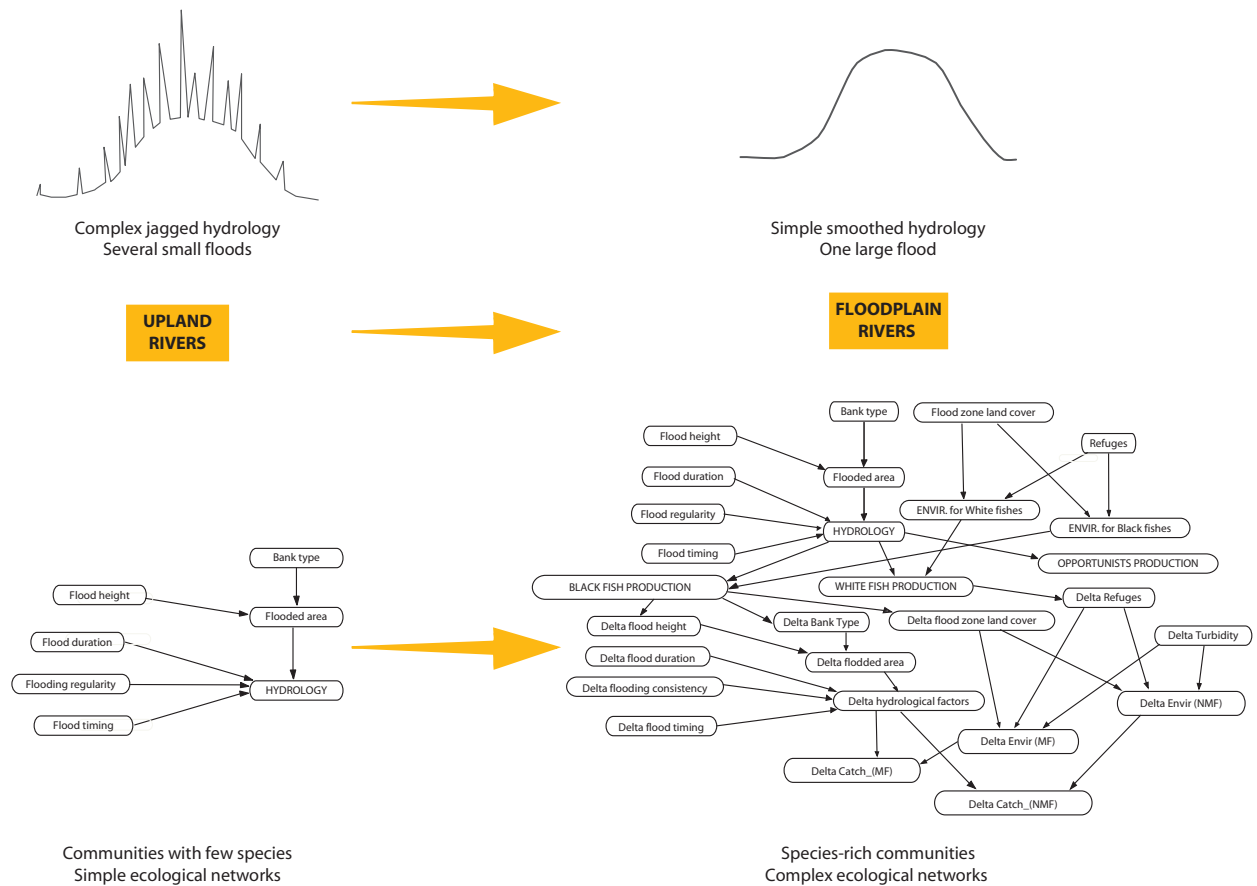 Complex jagged hydrology
Several small floods
Simple smoothed hydrology
One large flood
UPLAND
RIVERS
FLOODPLAIN
RIVERS
Bank type
Flood height
Flooded area
Flood duration
Flooding regularity
HYDROLOGY
Flood timing
Bank type
Flood zone land cover
Flood height
Refuges
Flood duration
Flooded area
Flood regularity
ENVIR. for White fishes
HYDROLOGY
ENVIR. for Black fishes
Flood timing
OPPORTUNISTS PRODUCTION
BLACK FISH PRODUCTION
WHITE FISH PRODUCTION
Delta Refuges
Delta flood height
Delta Bank Type
Delta flood zone land cover
Delta Turbidity
Delta flood duration
Delta flodded area
Delta flooding consistency
Delta hydrological factors
Delta Envir (NMF)
Delta flood timing
Delta Envir (MF)
Delta Catch_(MF)
Delta Catch_(NMF)
Communities with few species
Simple ecological networks
Species-rich communities
Complex ecological networks